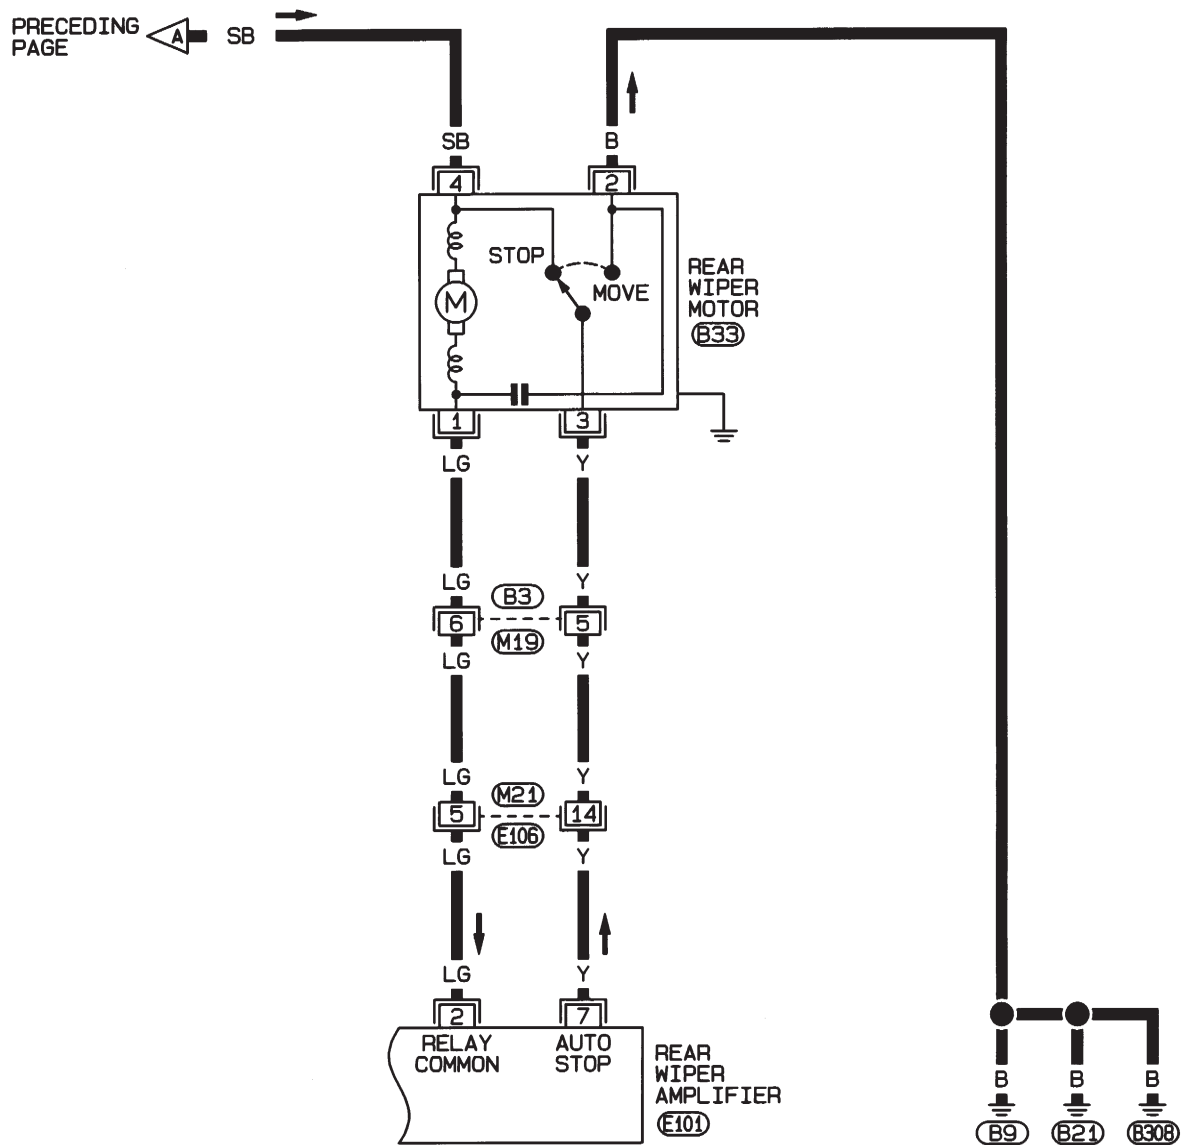 PRECEDING
PAGE
A
SB
SB
B
4
2
STOP
MOVE
M
REAR
WIPER
MOTOR
B33
1
3
LG
Y
LG
Y
B3
6
5
M19
LG
Y
LG
Y
M21
5
14
E106
LG
Y
LG
Y
2
7
RELAY
COMMON
AUTO
STOP
REAR
WIPER
AMPLIFIER
E101
B
B
B
B9
B21
B308